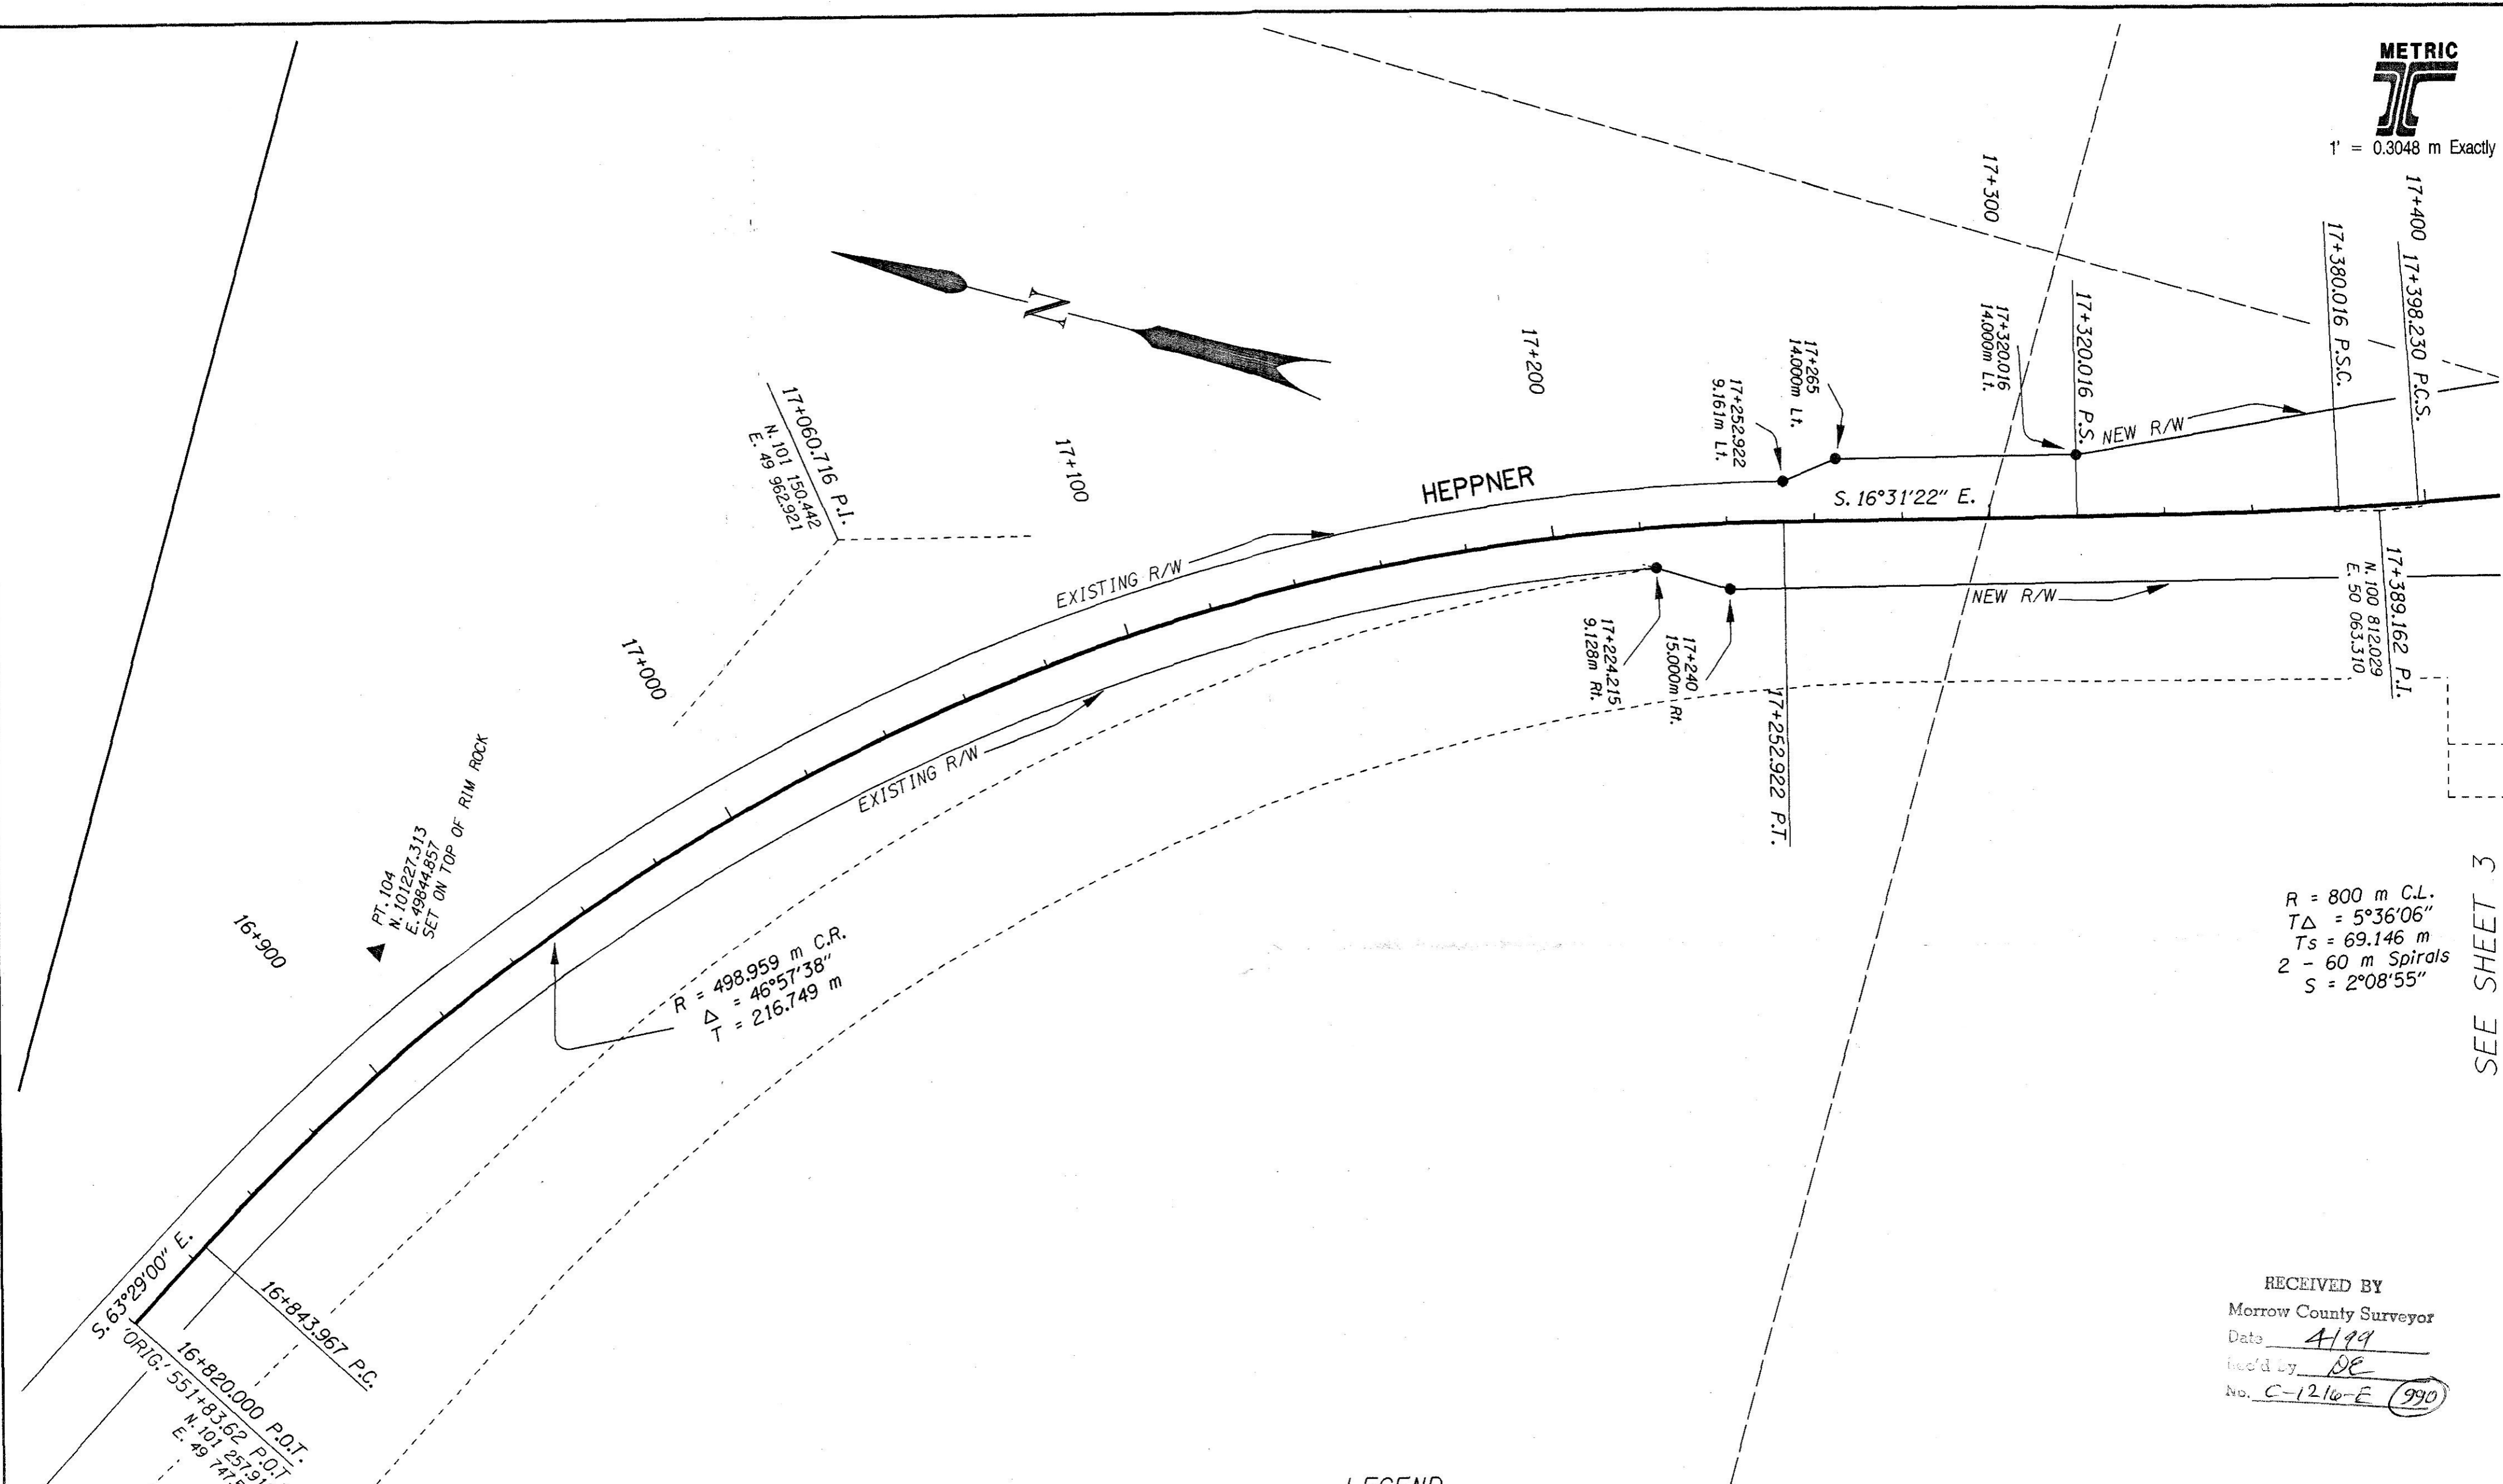 METRIC
1' = 0.3048 m Exactly
17+300
17+400
17+398.230 P.C.S.
17+380.016 P.S.C.
17+320.016 P.S.
17+320.016
14.000m Lt.
17+265
14.000m Lt.
17+252.922
9.161m Lt.
17+200
N
17+060.716 P.I.
N. 101 150.442
E. 49 962.921
17+100
HEPPNER
S. 16°31'22" E.
NEW R/W
EXISTING R/W
NEW R/W
17+389.162 P.I.
N. 100 812.029
E. 50 063.310
17+224.215
9.128m Rt.
17+240
15.000m Rt.
17+252.922 P.T.
17+000
EXISTING R/W
PT. 104
N. 101227.313
E. 49844.857
SET ON TOP OF RIM ROCK
16+900
R = 498.959 m C.R.
Δ = 46°57'38"
T = 216.749 m
R = 800 m C.L.
TΔ = 5°36'06"
Ts = 69.146 m
2 - 60 m Spirals
S = 2°08'55"
SEE SHEET 3
S. 63°29'00" E.
16+843.967 P.C.
16+820.000 P.O.T.
'ORIG.' 551+83.62 P.O.T
N. 101 257.91
E. 49 747.
RECEIVED BY
Morrow County Surveyor
Date 4/99
Rec'd by DE
No. C-1216-E 990
LEGEND